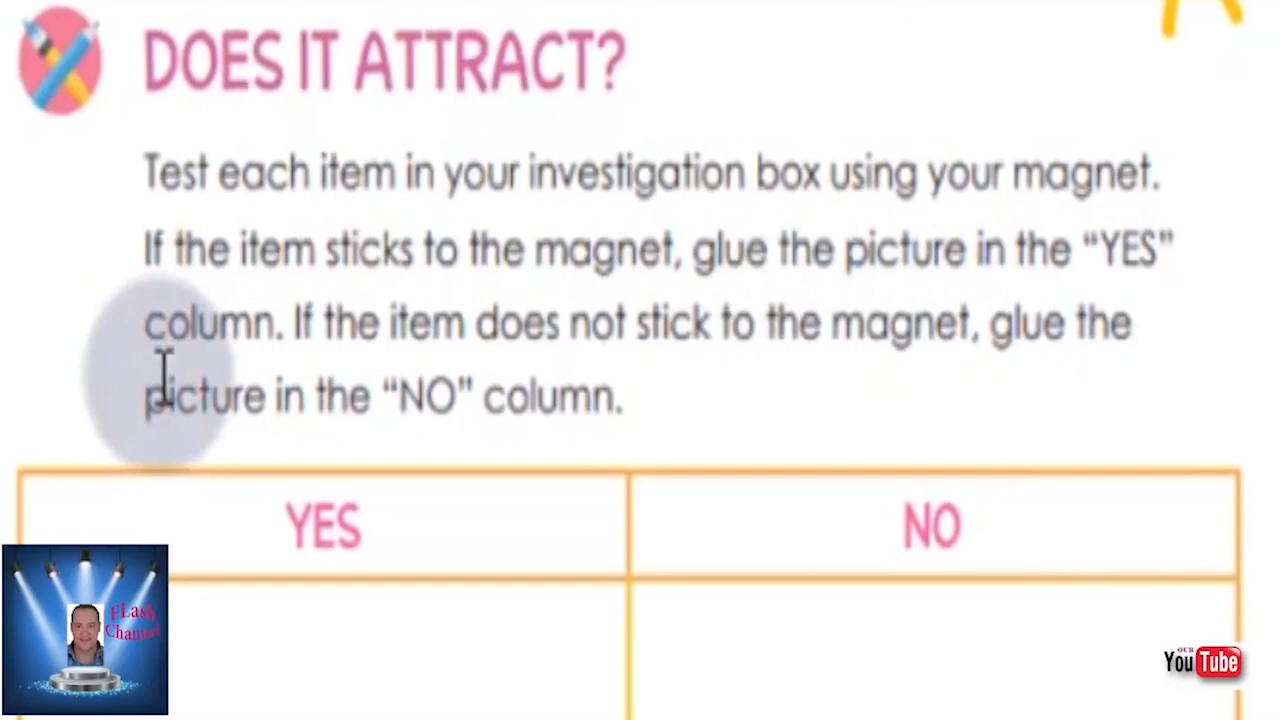 DOES IT ATTRACT?
Test each item in your investigation box using your magnet.
If the item sticks to the magnet, glue the picture in the “YES”
column. If the item does not stick to the magnet, glue the
picture in the “NO” column.
YES
NO
FLash
Channel
OUR
YouTube